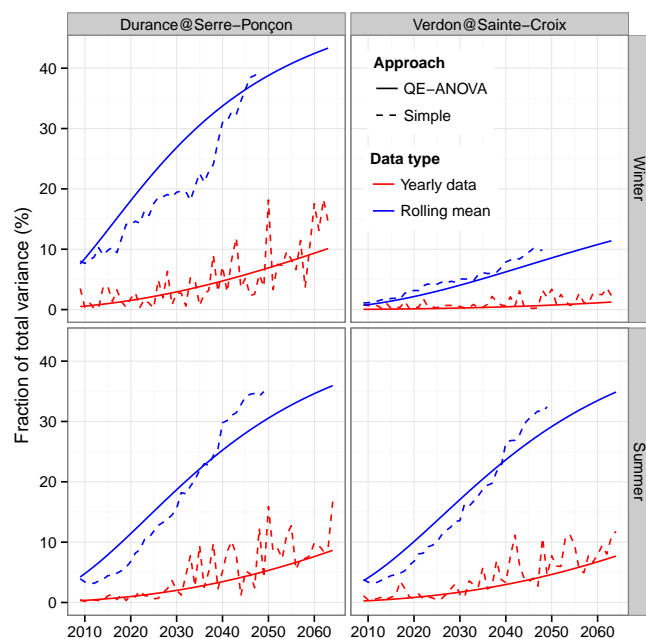 Durance@Serre−Ponçon
Verdon@Sainte−Croix
Fraction of total variance (%)
40
30
20
10
0
Approach
QE−ANOVA
Simple
Data type
Yearly data
Rolling mean
Winter
40
30
20
10
0
Summer
2010 2020 2030 2040 2050 2060
2010 2020 2030 2040 2050 2060